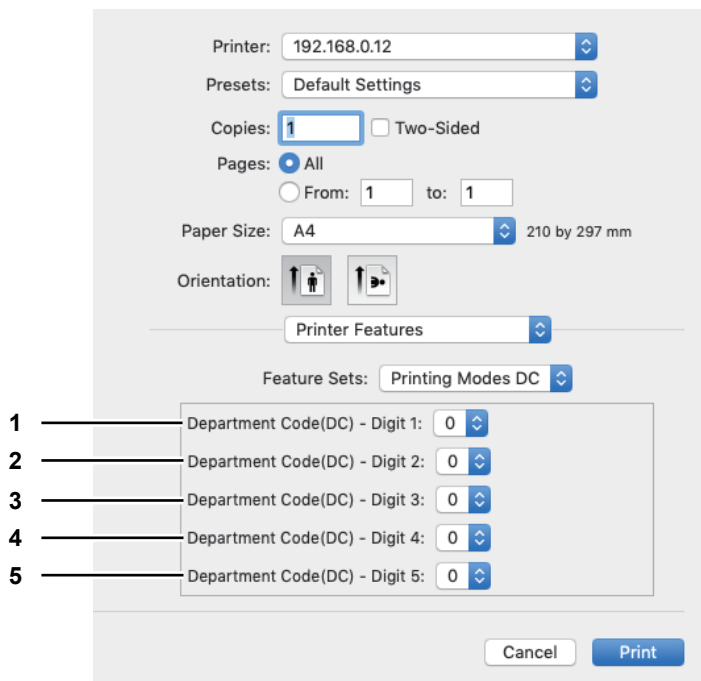 Printer: 192.168.0.12
Presets: Default Settings
Copies: 1 Two-Sided
Pages: All
From: 1 to: 1
Paper Size: A4 210 by 297 mm
Orientation:
Printer Features
Feature Sets: Printing Modes DC
1 Department Code(DC) - Digit 1: 0
2 Department Code(DC) - Digit 2: 0
3 Department Code(DC) - Digit 3: 0
4 Department Code(DC) - Digit 4: 0
5 Department Code(DC) - Digit 5: 0
Cancel Print